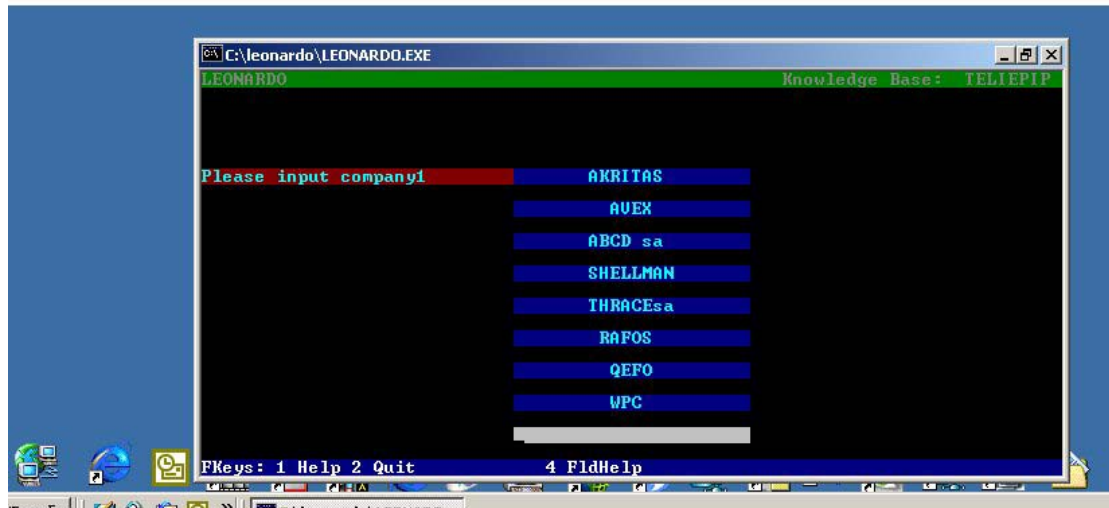 C:\leonardo\LEONARDO.EXE
LEONARDO Knowledge Base: TELIEPIP
Please input company1 AKRITAS
AVEX
ABCD sa
SHELLMAN
THRACEsa
RAFOS
QEFO
WPC
FKeys: 1 Help 2 Quit 4 FldHelp